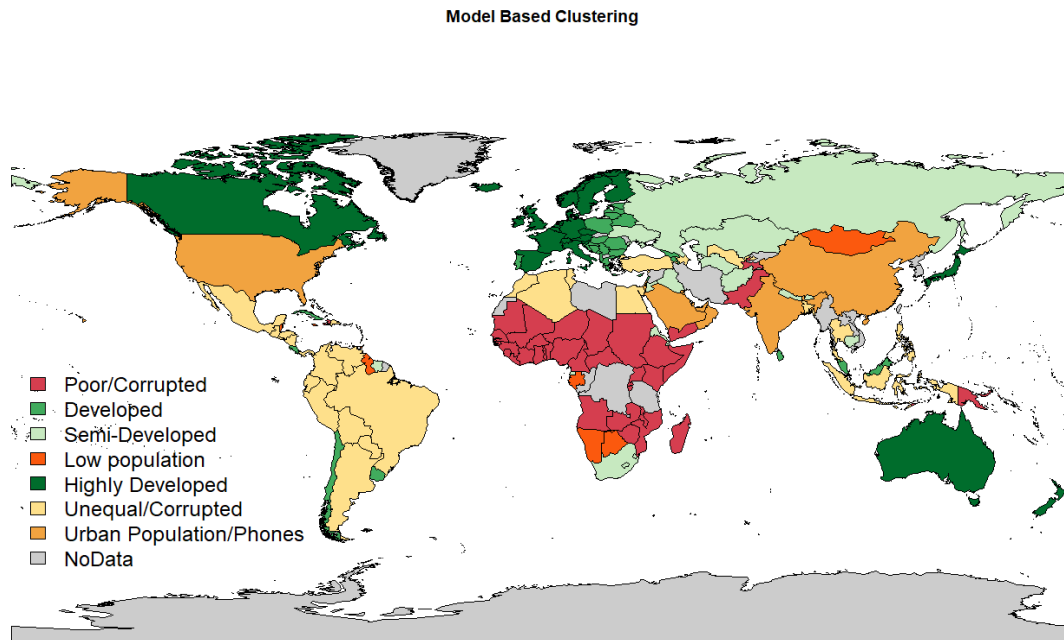 Model Based Clustering
Poor/Corrupted
Developed
Semi-Developed
Low population
Highly Developed
Unequal/Corrupted
Urban Population/Phones
NoData